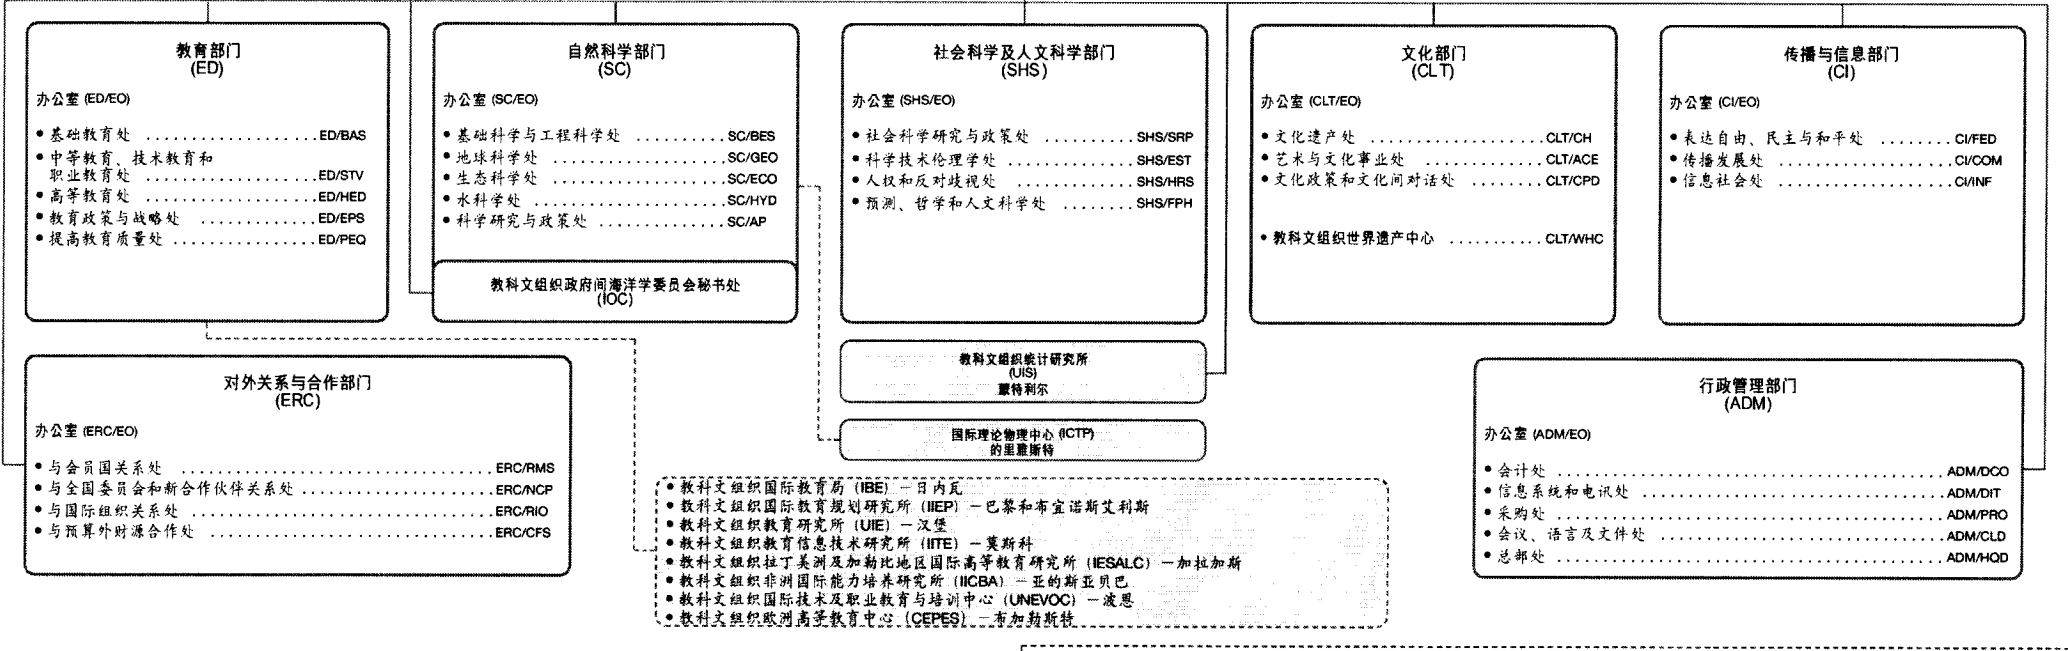 教育部门
(ED)
办公室 (ED/EO)
• 基础教育处 .................. ED/BAS
• 中等教育、技术教育和
职业教育处 .................. ED/STV
• 高等教育处 .................. ED/HED
• 教育政策与战略处 ............ ED/EPS
• 提高教育质量处 ............... ED/PEQ
自然科学部门
(SC)
办公室 (SC/EO)
• 基础科学与工程科学处 ......... SC/BES
• 地球科学处 .................. SC/GEO
• 生态科学处 .................. SC/ECO
• 水科学处 .................... SC/HYD
• 科学研究与政策处 ............ SC/AP
教科文组织政府间海洋学委员会秘书处
(IOC)
社会科学及人文科学部门
(SHS)
办公室 (SHS/EO)
• 社会科学研究与政策处 ......... SHS/SRP
• 科学技术伦理学处 ............ SHS/EST
• 人权和反对歧视处 ............ SHS/HRS
• 预测、哲学和人文科学处 ........ SHS/FPH
文化部门
(CLT)
办公室 (CLT/EO)
• 文化遗产处 .................. CLT/CH
• 艺术与文化事业处 ............ CLT/ACE
• 文化政策和文化间对话处 ........ CLT/CPD
• 教科文组织世界遗产中心 ........... CLT/WHC
传播与信息部门
(CI)
办公室 (CI/EO)
• 表达自由、民主与和平处 ........ CI/FED
• 传播发展处 .................. CI/COM
• 信息社会处 .................. CI/INF
教科文组织统计研究所
(UIS)
蒙特利尔
国际理论物理中心 (ICTP)
的里雅斯特
对外关系与合作部门
(ERC)
办公室 (ERC/EO)
• 与会员国关系处 .................................. ERC/RMS
• 与全国委员会和新合作伙伴关系处 ..................... ERC/NCP
• 与国际组织关系处 ................................ ERC/RIO
• 与预算外财源合作处 .............................. ERC/CFS
• 教科文组织国际教育局 (IBE) －日内瓦
• 教科文组织国际教育规划研究所 (IIEP) －巴黎和布宜诺斯艾利斯
• 教科文组织教育研究所 (UIE) －汉堡
• 教科文组织教育信息技术研究所 (IITE) －莫斯科
• 教科文组织拉丁美洲及加勒比地区国际高等教育研究所 (IESALC) －加拉加斯
• 教科文组织非洲国际能力培养研究所 (IICBA) －亚的斯亚贝巴
• 教科文组织国际技术及职业教育与培训中心 (UNEVOC) －波恩
• 教科文组织欧洲高等教育中心 (CEPES) －布加勒斯特
行政管理部门
(ADM)
办公室 (ADM/EO)
• 会计处 .......................................... ADM/DCO
• 信息系统和电讯处 ................................ ADM/DIT
• 采购处 .......................................... ADM/PRO
• 会议、语言及文件处 .............................. ADM/CLD
• 总部处 .......................................... ADM/HQD